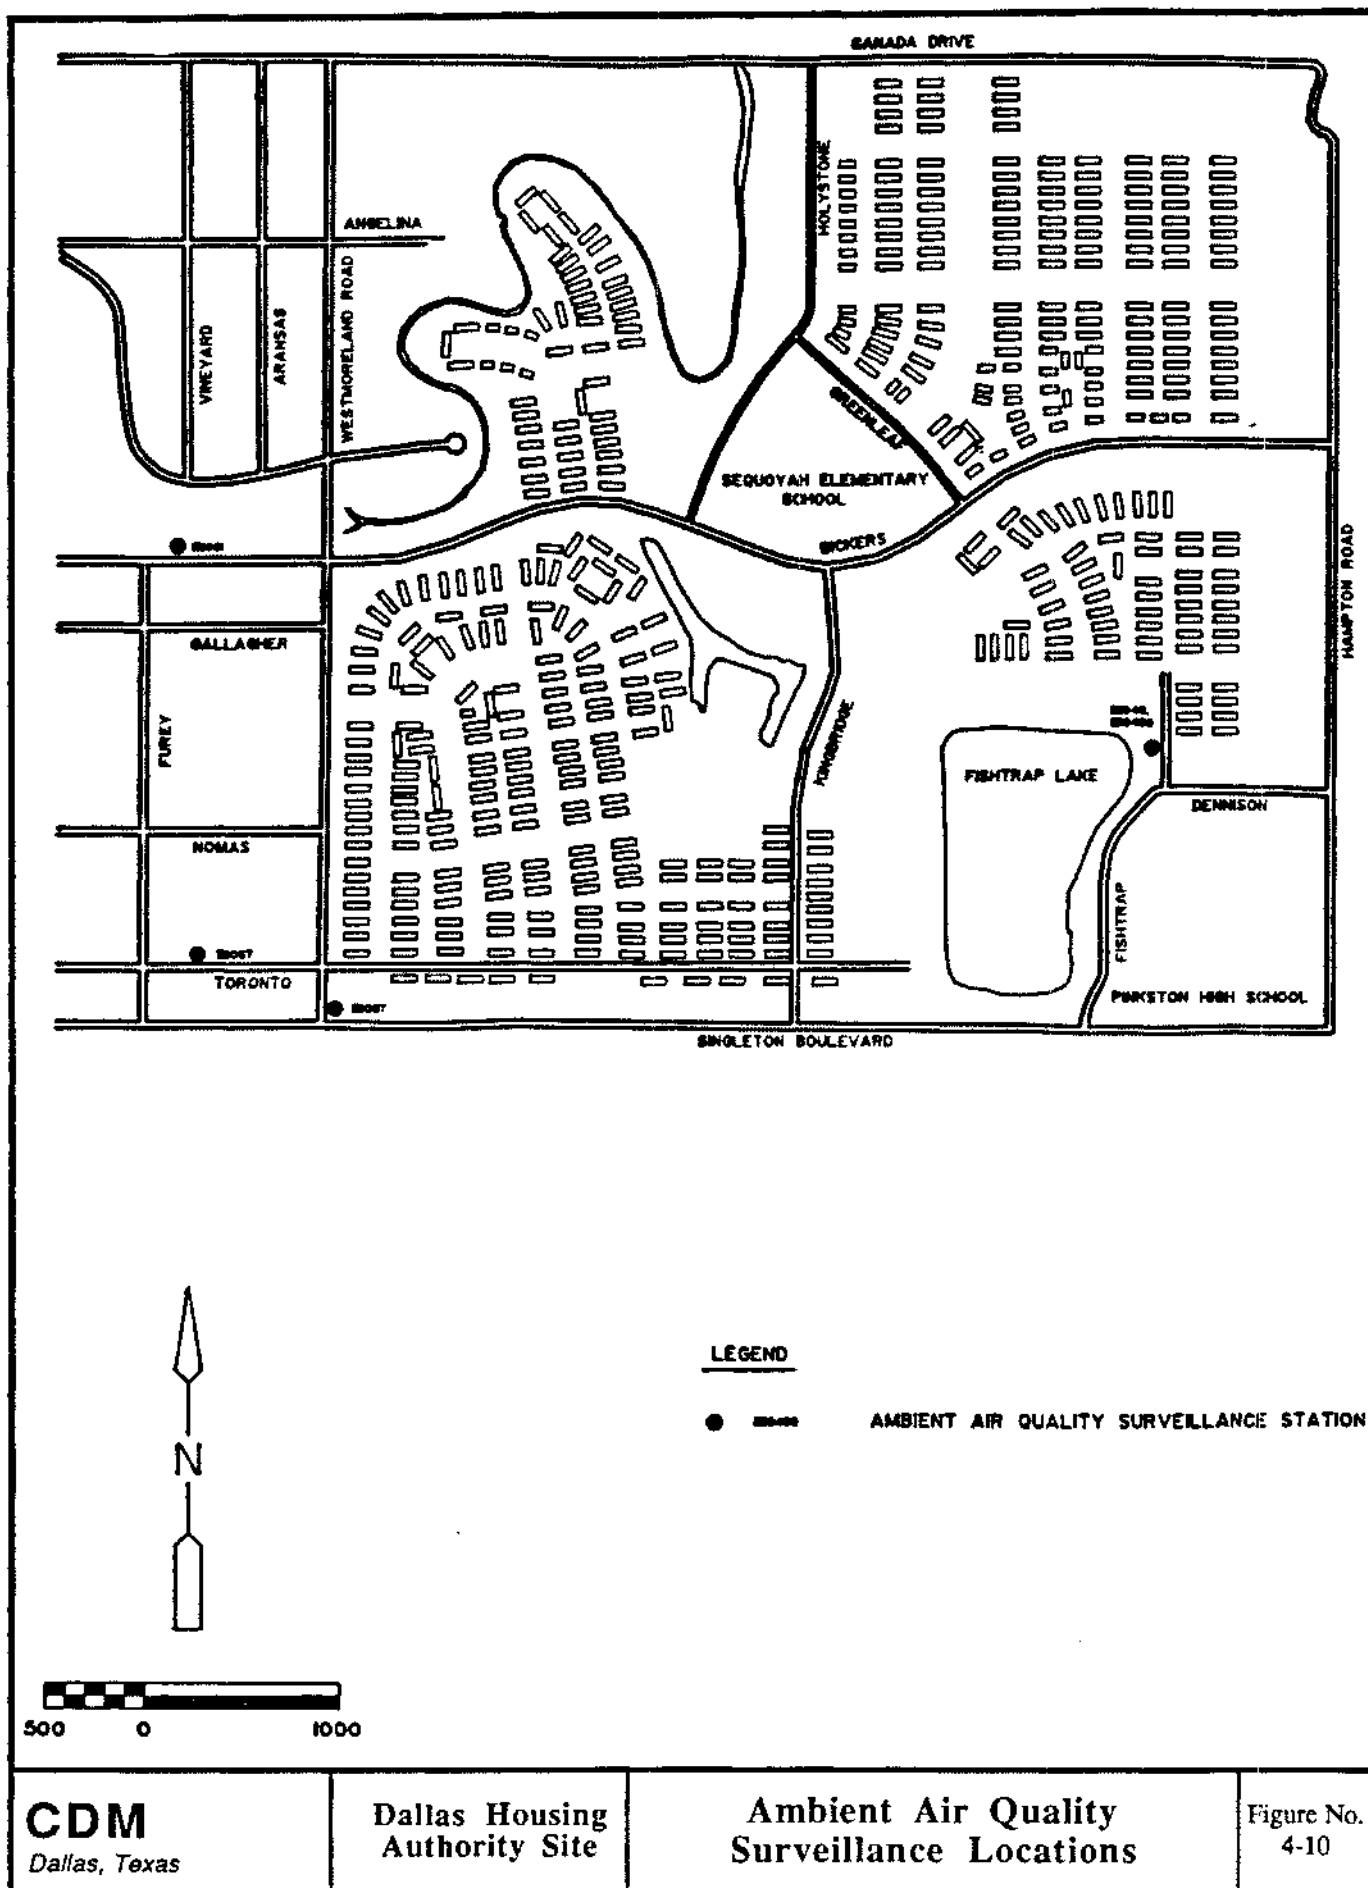 CANADA DRIVE
HOLYSTONE
ANGELINA
WESTMORELAND ROAD
VINEYARD
ARANSAS
GREENLEAF
SEQUOYAH ELEMENTARY
SCHOOL
BICKERS
HAMPTON ROAD
GALLAGHER
FUREY
KINGBRIDGE
FISHTRAP LAKE
DENNISON
NOMAS
FISHTRAP
TORONTO
PINKSTON HIGH SCHOOL
SINGLETON BOULEVARD
LEGEND
AMBIENT AIR QUALITY SURVEILLANCE STATION
N
500 0 1000
CDM
Dallas, Texas
Dallas Housing
Authority Site
Ambient Air Quality
Surveillance Locations
Figure No.
4-10